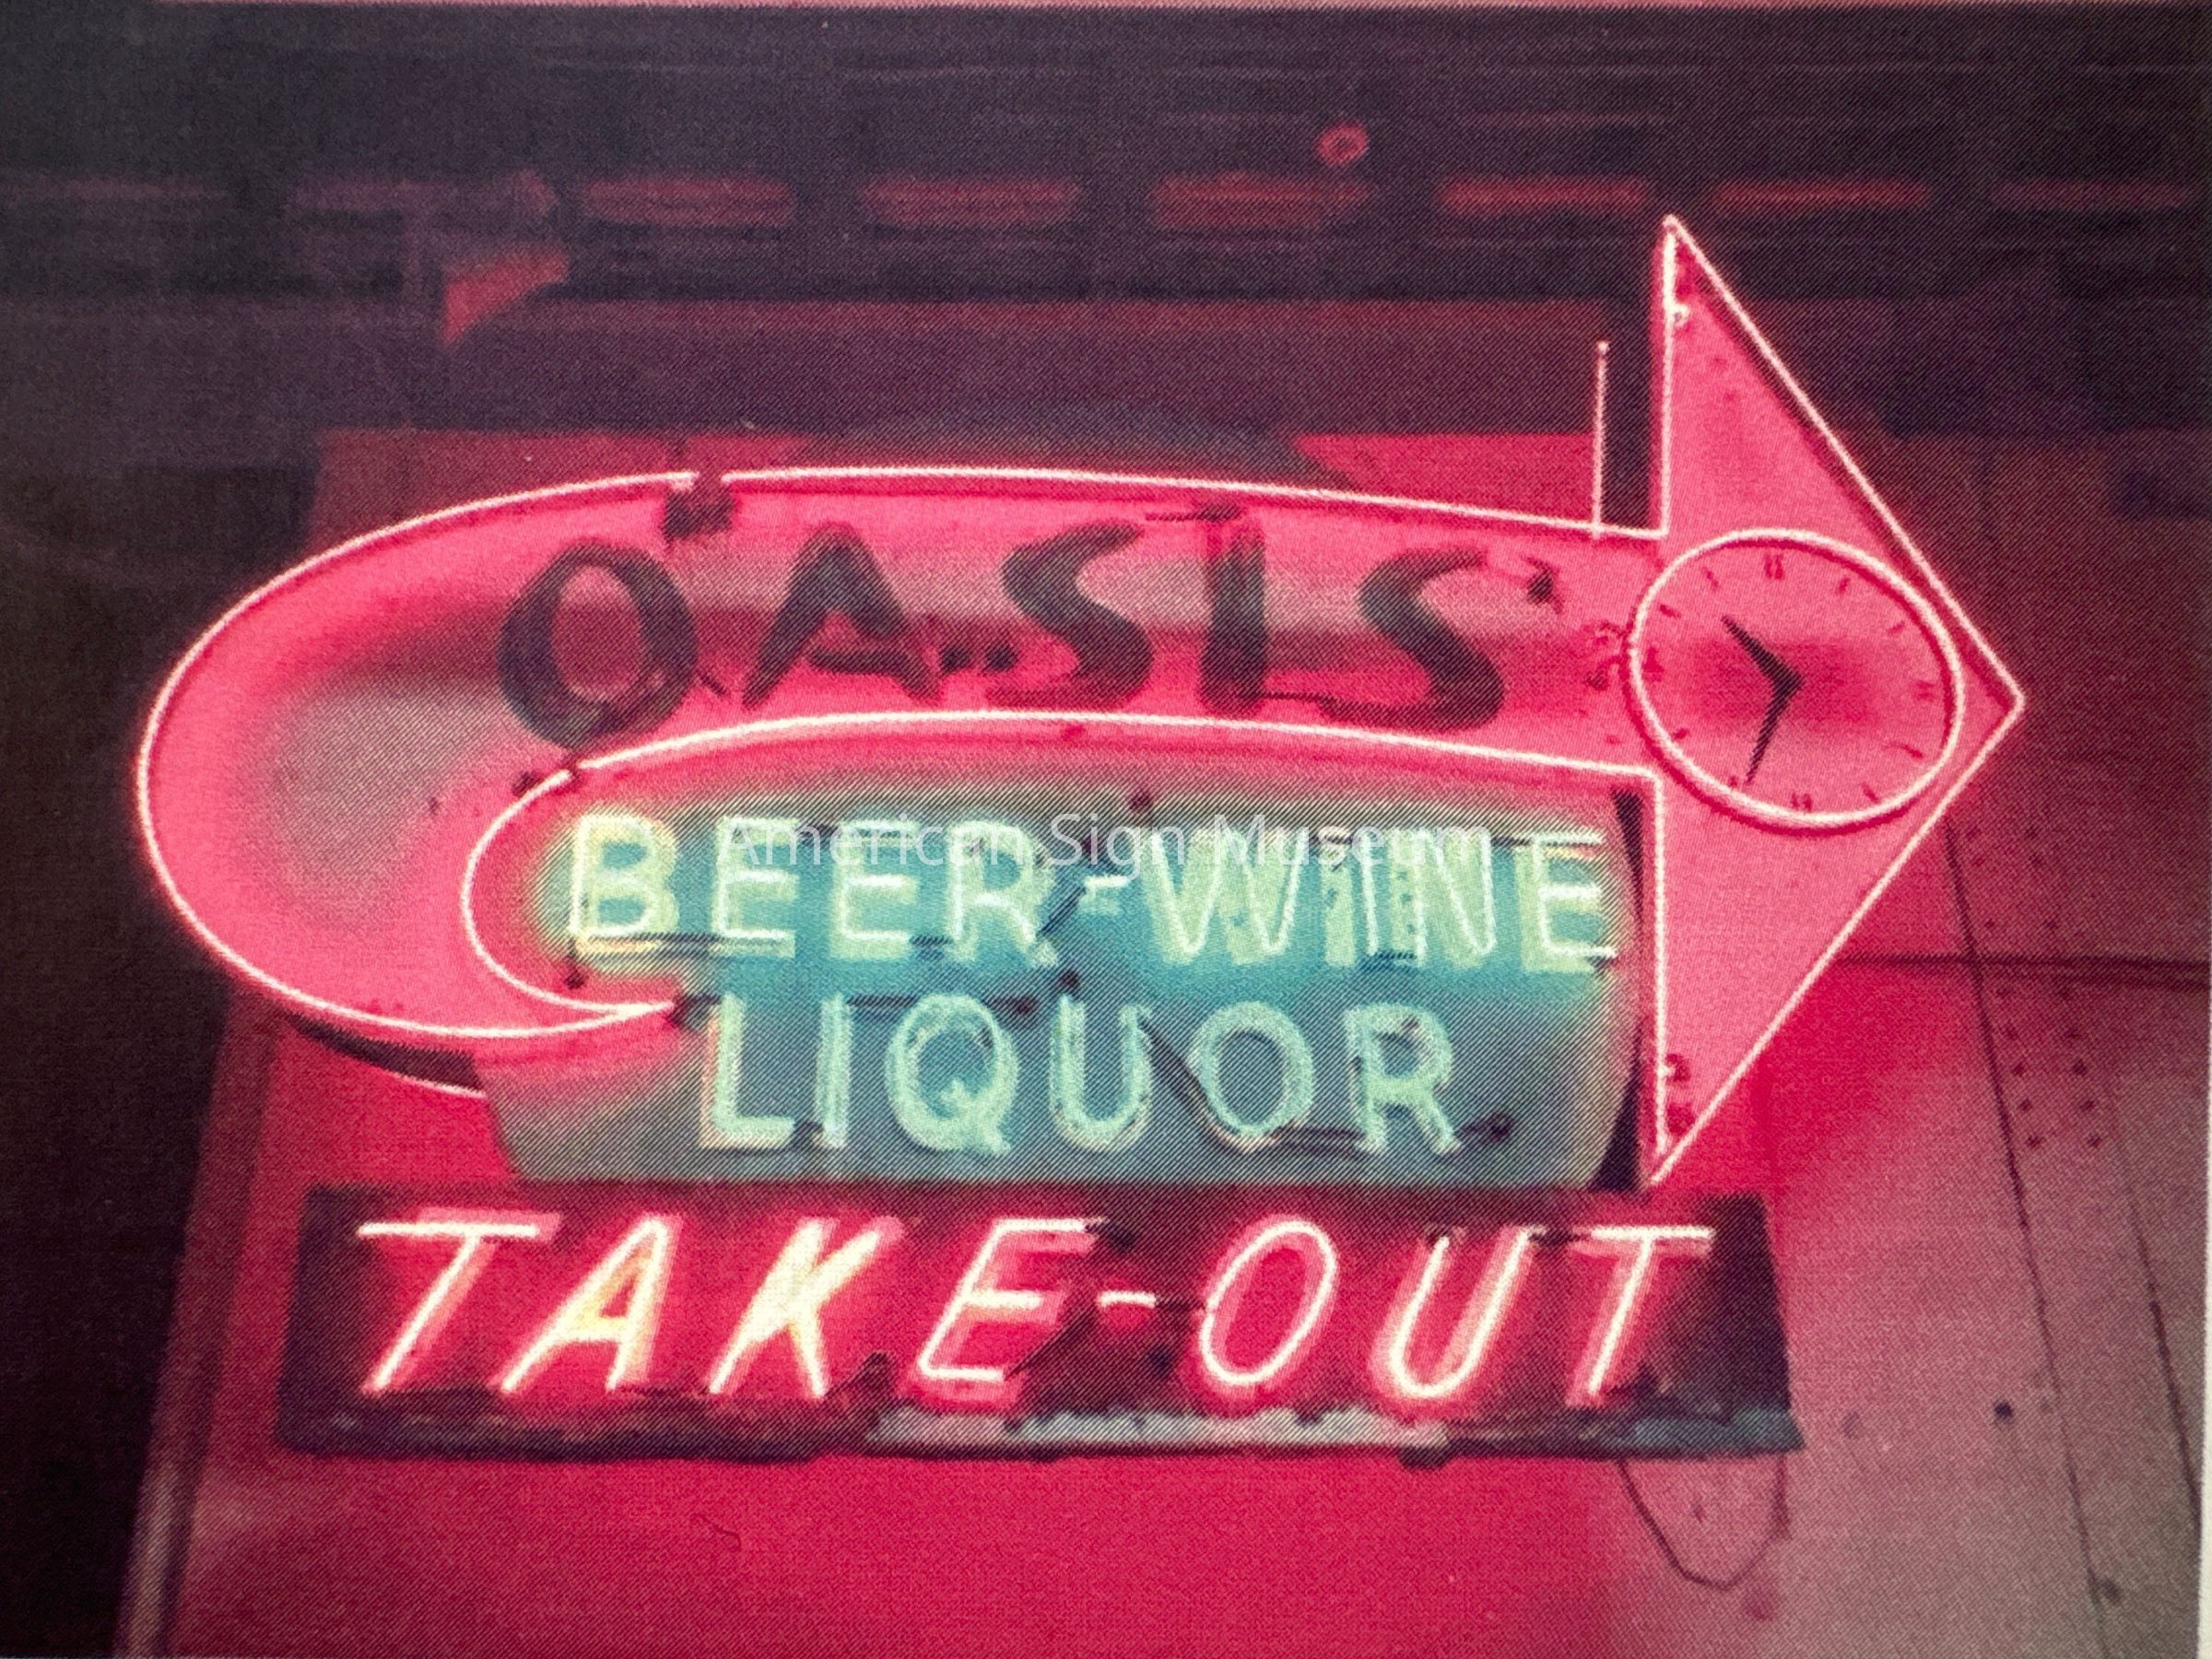 OASIS
BEER-WINE
American Sign Museum
LIQUOR
TAKE-OUT